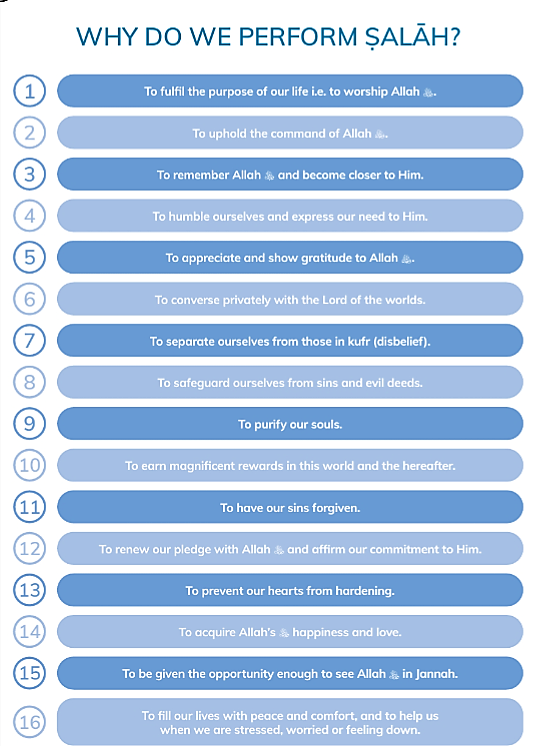 WHY DO WE PERFORM ṢALĀH?
1 To fulfil the purpose of our life i.e. to worship Allah ﷻ.
2 To uphold the command of Allah ﷻ.
3 To remember Allah ﷻ and become closer to Him.
4 To humble ourselves and express our need to Him.
5 To appreciate and show gratitude to Allah ﷻ.
6 To converse privately with the Lord of the worlds.
7 To separate ourselves from those in kufr (disbelief).
8 To safeguard ourselves from sins and evil deeds.
9 To purify our souls.
10 To earn magnificent rewards in this world and the hereafter.
11 To have our sins forgiven.
12 To renew our pledge with Allah ﷻ and affirm our commitment to Him.
13 To prevent our hearts from hardening.
14 To acquire Allah's ﷻ happiness and love.
15 To be given the opportunity enough to see Allah ﷻ in Jannah.
16 To fill our lives with peace and comfort, and to help us
when we are stressed, worried or feeling down.